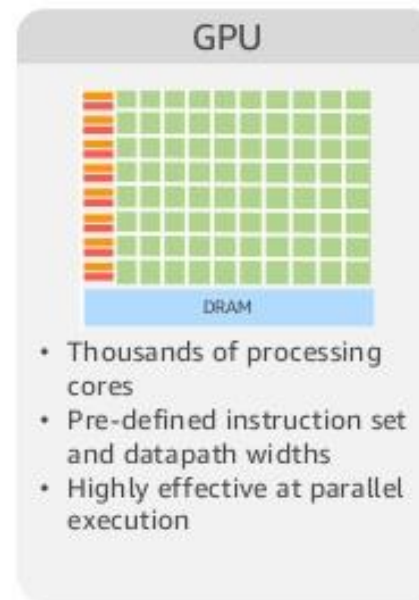 GPU
DRAM
• Thousands of processing
cores
• Pre-defined instruction set
and datapath widths
• Highly effective at parallel
execution